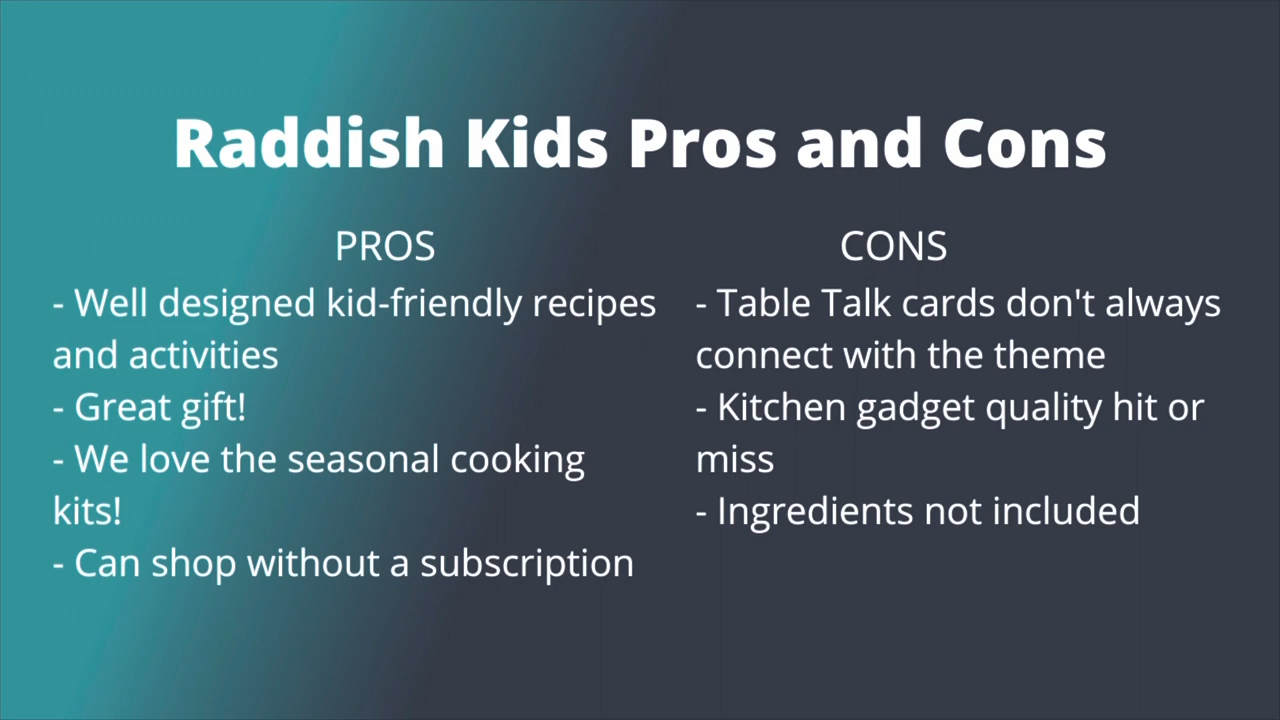 Raddish Kids Pros and Cons
PROS
- Well designed kid-friendly recipes
and activities
- Great gift!
- We love the seasonal cooking
kits!
- Can shop without a subscription
CONS
- Table Talk cards don't always
connect with the theme
- Kitchen gadget quality hit or
miss
- Ingredients not included